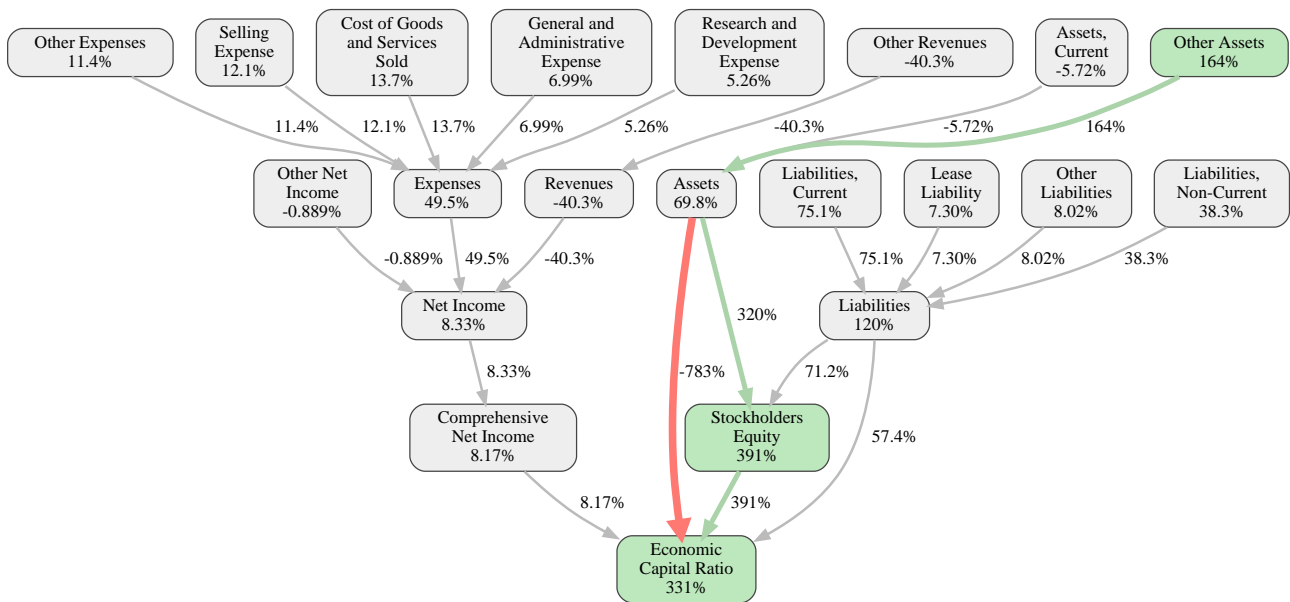 Other Expenses
11.4%
Selling
Expense
12.1%
Cost of Goods
and Services
Sold
13.7%
General and
Administrative
Expense
6.99%
Research and
Development
Expense
5.26%
Other Revenues
-40.3%
Assets,
Current
-5.72%
Other Assets
164%
11.4%
12.1%
13.7%
6.99%
5.26%
-40.3%
-5.72%
164%
Other Net
Income
-0.889%
Expenses
49.5%
Revenues
-40.3%
Assets
69.8%
Liabilities,
Current
75.1%
Lease
Liability
7.30%
Other
Liabilities
8.02%
Liabilities,
Non-Current
38.3%
-0.889%
49.5%
-40.3%
75.1%
7.30%
8.02%
38.3%
Net Income
8.33%
320%
Liabilities
120%
8.33%
-783%
71.2%
Comprehensive
Net Income
8.17%
Stockholders
Equity
391%
57.4%
8.17%
391%
Economic
Capital Ratio
331%